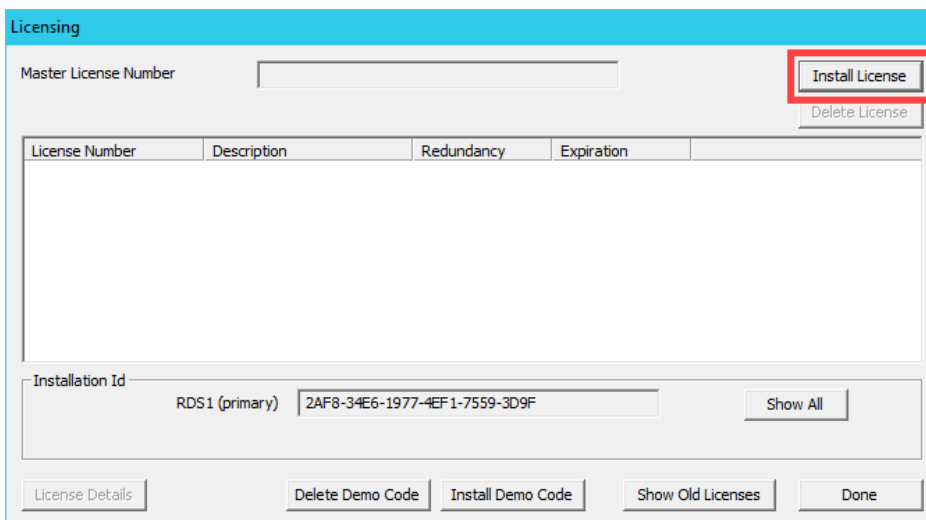 Licensing
Master License Number
Install License
Delete License
License Number Description Redundancy Expiration
Installation Id
RDS1 (primary) 2AF8-34E6-1977-4EF1-7559-3D9F Show All
License Details Delete Demo Code Install Demo Code Show Old Licenses Done